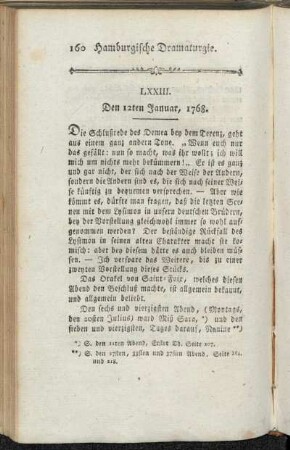 160 Hamburgische Dramaturgie.
LXXIII.
Den 12ten Januar, 1768.
Die Schlußrede des Demea bey dem Terenz, geht
aus einem ganz andern Tone. „Wenn euch nur
das gefällt: nun so macht, was ihr wollt; ich will
mich um nichts mehr bekümmern!„ Er ist es ganz
und gar nicht, der sich nach der Weise der Andern,
sondern die Andern sind es, die sich nach seiner Wei-
se künftig zu bequemen versprechen. — Aber wie
kömmt es, dürfte man fragen, daß die letzten Sce-
nen mit dem Lysimon in unsern deutschen Brüdern,
bey der Vorstellung gleichwohl immer so wohl auf-
genommen werden? Der beständige Rückfall des
Lysimon in seinen alten Charakter macht sie ko-
misch: aber bey diesem hätte es auch bleiben müs-
sen. — Ich verspare das Weitere, bis zu einer
zweyten Vorstellung dieses Stücks.
Das Orakel von Saint-Foix, welches diesen
Abend den Beschluß machte, ist allgemein bekannt,
und allgemein beliebt.
Den sechs und vierzigsten Abend, (Montags,
den 20sten Julius) ward Miß Sara, *) und den
sieben und vierzigsten, Tages darauf, Nanine **)
*) S. den 11ten Abend, Erster Th. Seite 107.
**) S. den 27sten, 33sten und 37sten Abend, Seite
und